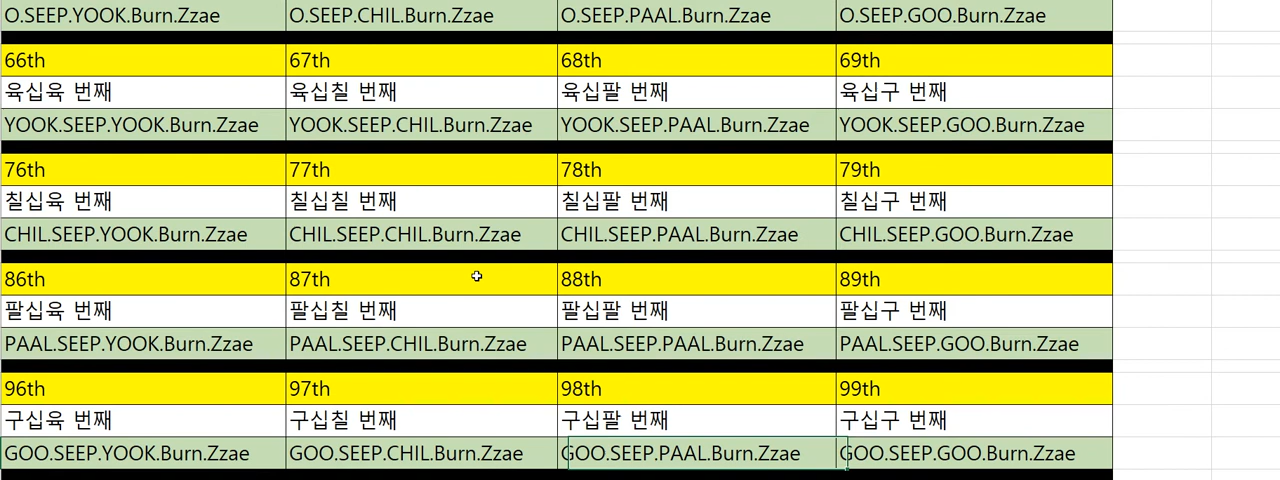 O.SEEP.YOOK.Burn.Zzae O.SEEP.CHIL.Burn.Zzae O.SEEP.PAAL.Burn.Zzae O.SEEP.GOO.Burn.Zzae
66th 67th 68th 69th
육십육 번째 육십칠 번째 육십팔 번째 육십구 번째
YOOK.SEEP.YOOK.Burn.Zzae YOOK.SEEP.CHIL.Burn.Zzae YOOK.SEEP.PAAL.Burn.Zzae YOOK.SEEP.GOO.Burn.Zzae
76th 77th 78th 79th
칠십육 번째 칠십칠 번째 칠십팔 번째 칠십구 번째
CHIL.SEEP.YOOK.Burn.Zzae CHIL.SEEP.CHIL.Burn.Zzae CHIL.SEEP.PAAL.Burn.Zzae CHIL.SEEP.GOO.Burn.Zzae
86th 87th 88th 89th
팔십육 번째 팔십칠 번째 팔십팔 번째 팔십구 번째
PAAL.SEEP.YOOK.Burn.Zzae PAAL.SEEP.CHIL.Burn.Zzae PAAL.SEEP.PAAL.Burn.Zzae PAAL.SEEP.GOO.Burn.Zzae
96th 97th 98th 99th
구십육 번째 구십칠 번째 구십팔 번째 구십구 번째
GOO.SEEP.YOOK.Burn.Zzae GOO.SEEP.CHIL.Burn.Zzae GOO.SEEP.PAAL.Burn.Zzae GOO.SEEP.GOO.Burn.Zzae